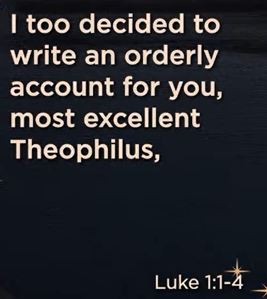 I too decided to
write an orderly
account for you,
most excellent
Theophilus,
Luke 1:1-4